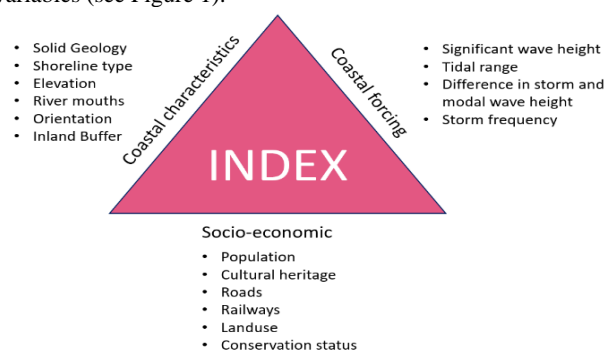 variables (see Figure 1).
• Solid Geology
• Shoreline type
• Elevation
• River mouths
• Orientation
• Inland Buffer
Coastal characteristics
Coastal forcing
• Significant wave height
• Tidal range
• Difference in storm and
modal wave height
• Storm frequency
INDEX
Socio-economic
• Population
• Cultural heritage
• Roads
• Railways
• Landuse
• Conservation status